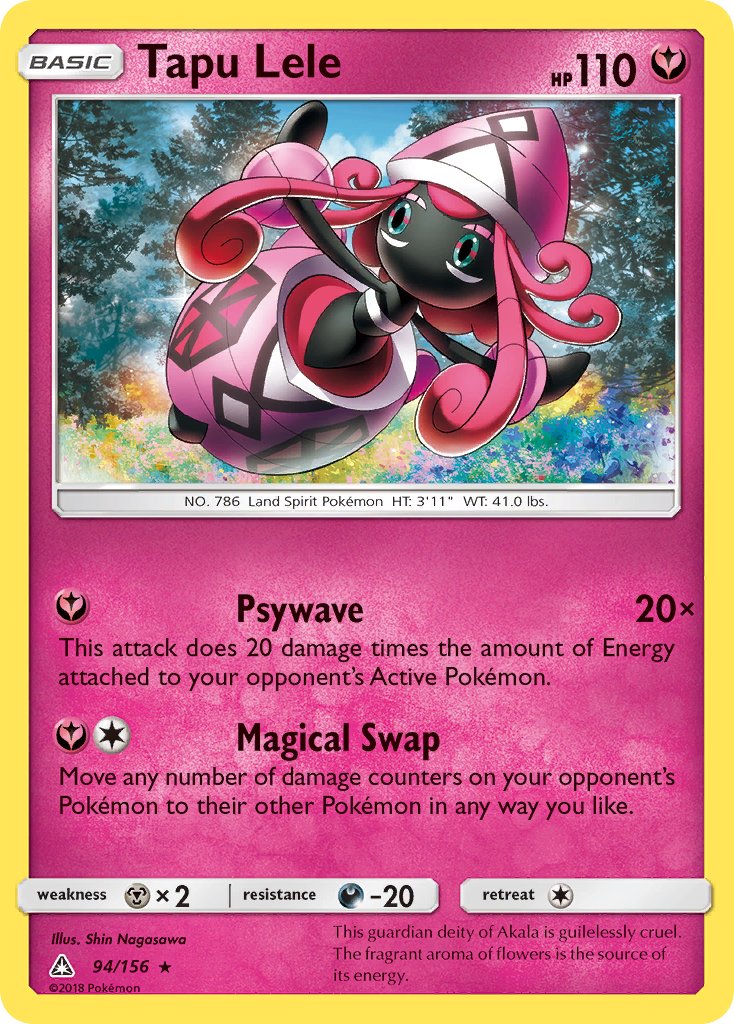 BASIC Tapu Lele HP 110
NO. 786 Land Spirit Pokémon HT: 3'11" WT: 41.0 lbs.
Psywave 20×
This attack does 20 damage times the amount of Energy
attached to your opponent's Active Pokémon.
Magical Swap
Move any number of damage counters on your opponent's
Pokémon to their other Pokémon in any way you like.
weakness × 2 resistance –20 retreat
Illus. Shin Nagasawa
94/156 ★
©2018 Pokémon
This guardian deity of Akala is guilelessly cruel.
The fragrant aroma of flowers is the source of
its energy.